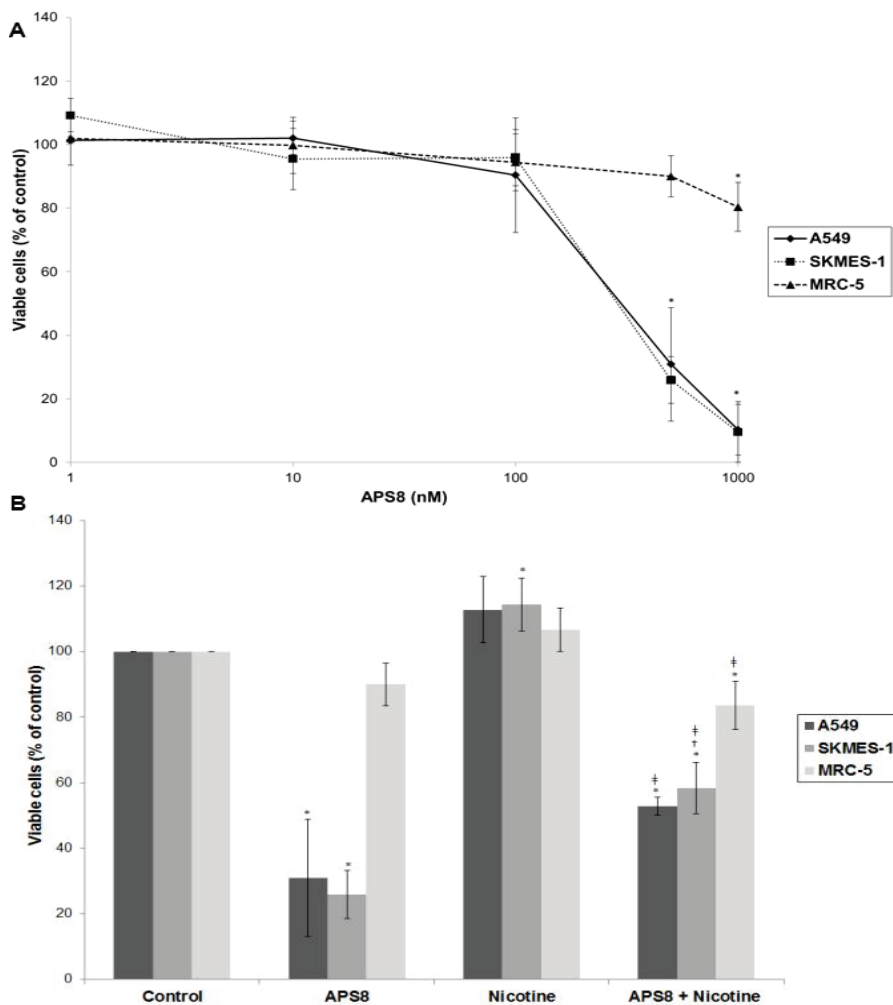 A
140
120
100
80
60
40
20
0
Viable cells (% of control)
*
*
*
1
10
100
1000
APS8 (nM)
A549
SKMES-1
MRC-5
B
140
120
100
80
60
40
20
0
Viable cells (% of control)
*
*
*
ǂ
*
ǂ
†
*
ǂ
*
Control
APS8
Nicotine
APS8 + Nicotine
A549
SKMES-1
MRC-5